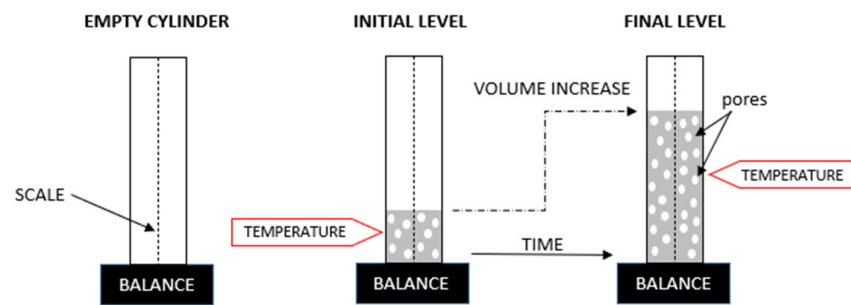 EMPTY CYLINDER
INITIAL LEVEL
FINAL LEVEL
VOLUME INCREASE
pores
SCALE
TEMPERATURE
TEMPERATURE
TIME
BALANCE
BALANCE
BALANCE